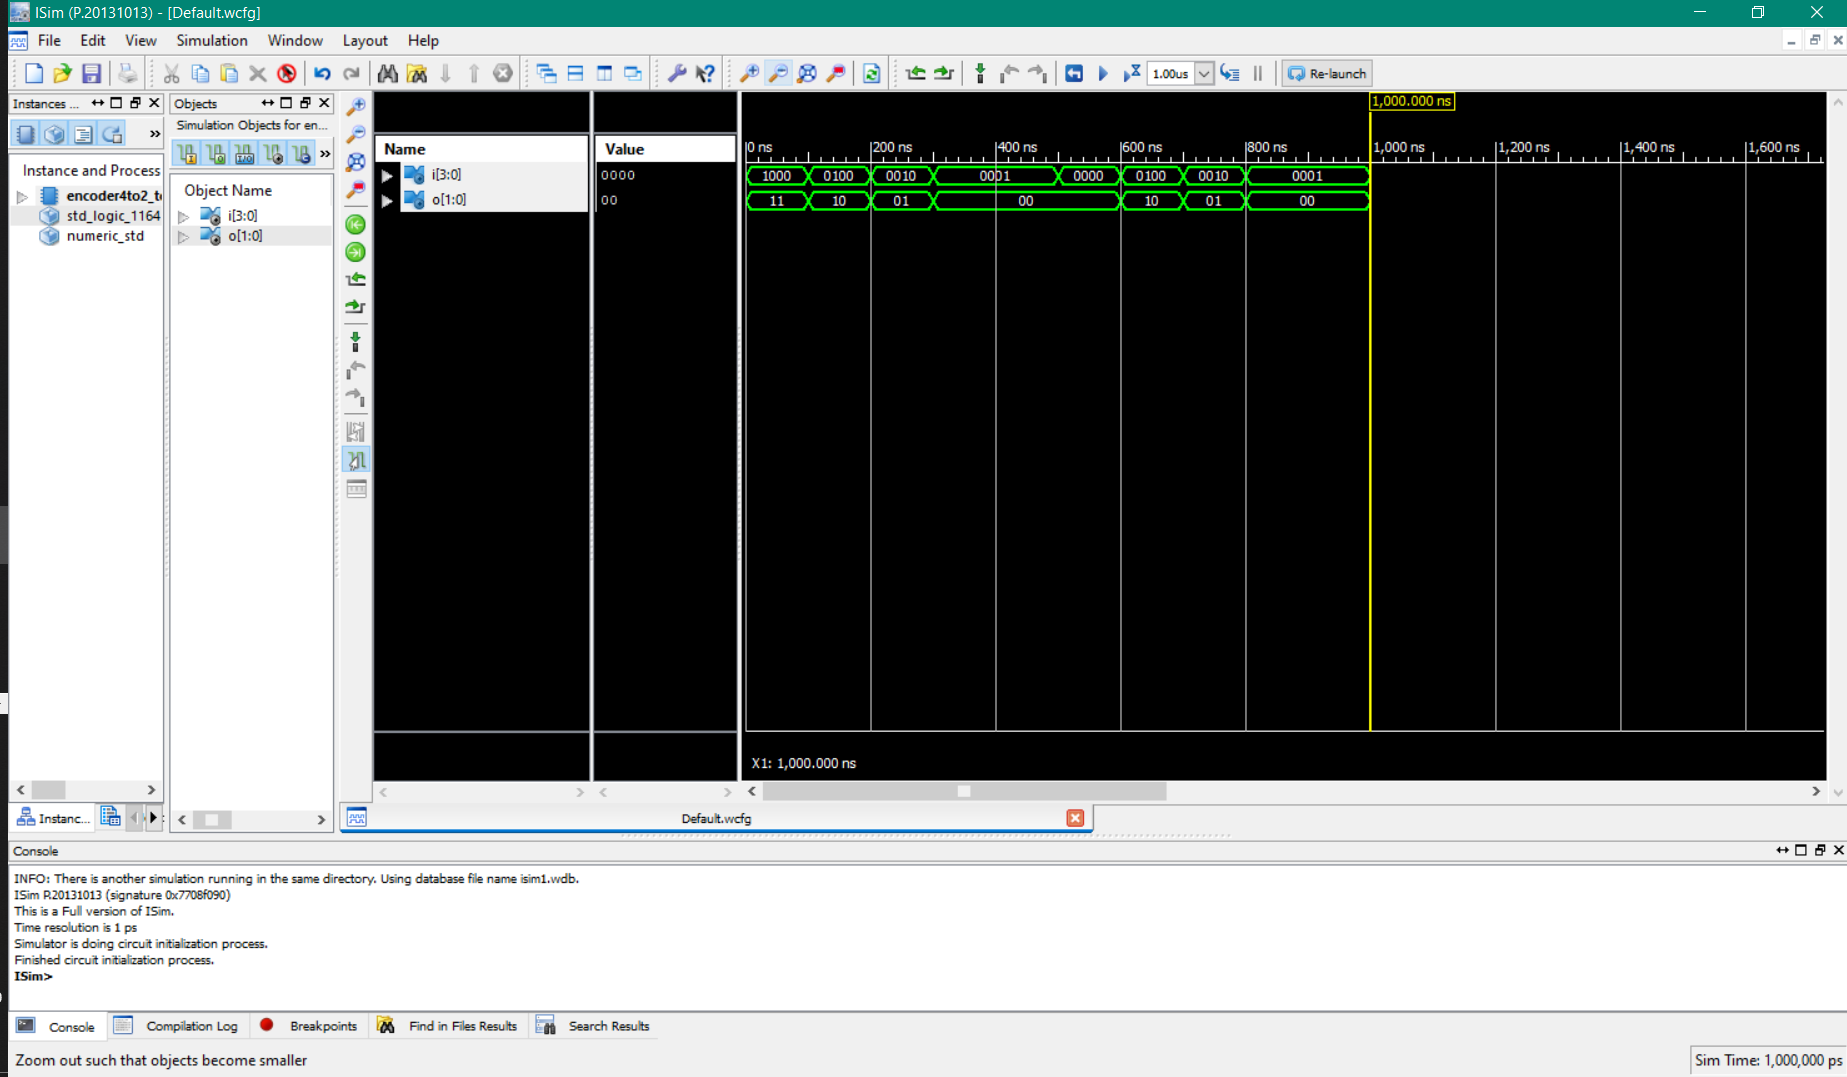 ISim (P.20131013) - [Default.wcfg]
File Edit View Simulation Window Layout Help
1.00us Re-launch
Instances ...
Objects
Simulation Objects for en...
Instance and Process
encoder4to2_t
std_logic_1164
numeric_std
Object Name
i[3:0]
o[1:0]
Name Value
i[3:0] 0000
o[1:0] 00
1,000.000 ns
0 ns 200 ns 400 ns 600 ns 800 ns 1,000 ns 1,200 ns 1,400 ns 1,600 ns
1000 0100 0010 0001 0000 0100 0010 0001
11 10 01 00 10 01 00
X1: 1,000.000 ns
Instanc...
Default.wcfg
Console
INFO: There is another simulation running in the same directory. Using database file name isim1.wdb.
ISim P.20131013 (signature 0x7708f090)
This is a Full version of ISim.
Time resolution is 1 ps
Simulator is doing circuit initialization process.
Finished circuit initialization process.
ISim>
Console Compilation Log Breakpoints Find in Files Results Search Results
Zoom out such that objects become smaller
Sim Time: 1,000,000 ps